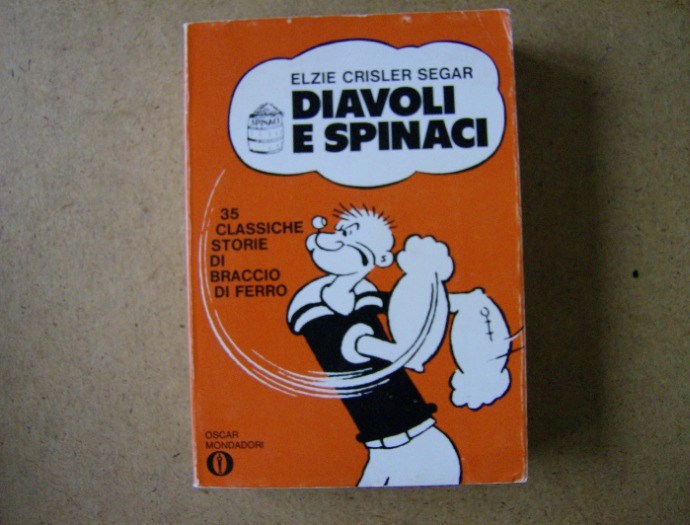 ELZIE CRISLER SEGAR
DIAVOLI
E SPINACI
SPINACI
35
CLASSICHE
STORIE
DI
BRACCIO
DI FERRO
OSCAR
MONDADORI